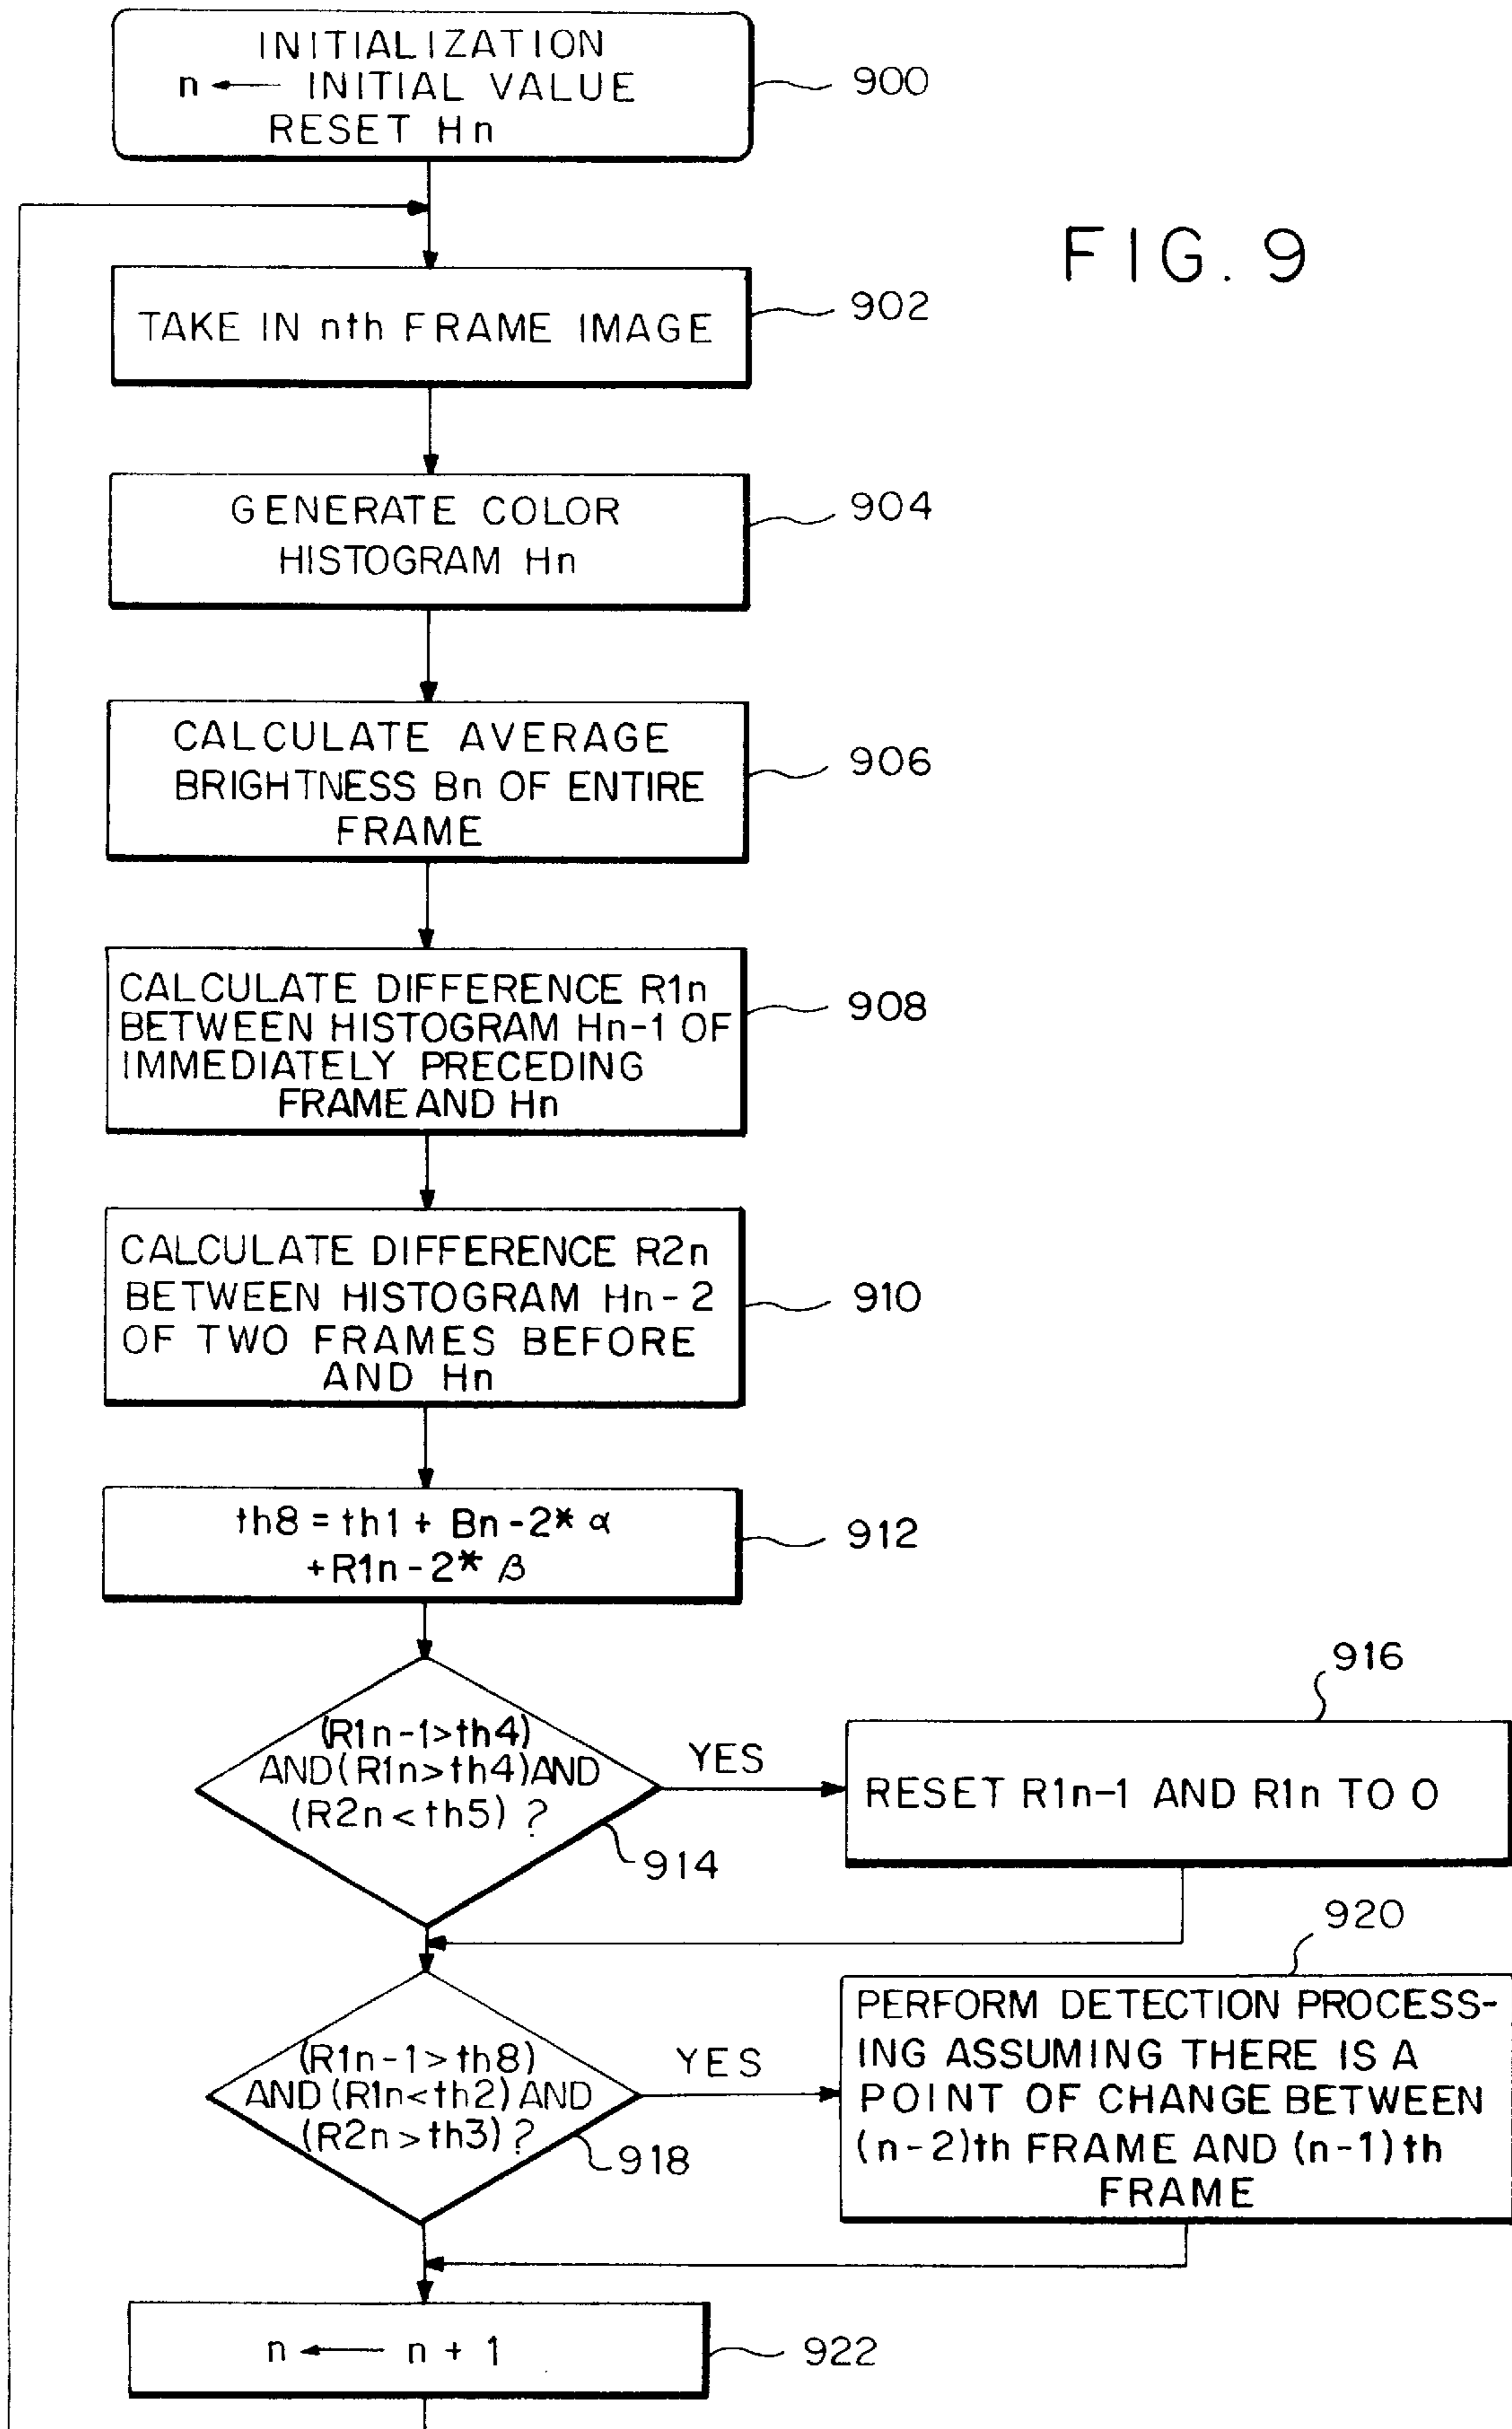 INITIALIZATION
n ← INITIAL VALUE
RESET Hn
900
FIG. 9
TAKE IN nth FRAME IMAGE
902
GENERATE COLOR
HISTOGRAM Hn
904
CALCULATE AVERAGE
BRIGHTNESS Bn OF ENTIRE
FRAME
906
CALCULATE DIFFERENCE R1n
BETWEEN HISTOGRAM Hn-1 OF
IMMEDIATELY PRECEDING
FRAME AND Hn
908
CALCULATE DIFFERENCE R2n
BETWEEN HISTOGRAM Hn-2
OF TWO FRAMES BEFORE
AND Hn
910
th8 = th1 + Bn-2* α
+R1n-2* β
912
(R1n-1>th4)
AND(R1n>th4)AND
(R2n<th5) ?
914
YES
916
RESET R1n-1 AND R1n TO 0
(R1n-1>th8)
AND(R1n<th2)AND
(R2n>th3)?
918
YES
920
PERFORM DETECTION PROCESS-
ING ASSUMING THERE IS A
POINT OF CHANGE BETWEEN
(n-2)th FRAME AND (n-1)th
FRAME
n ← n + 1
922